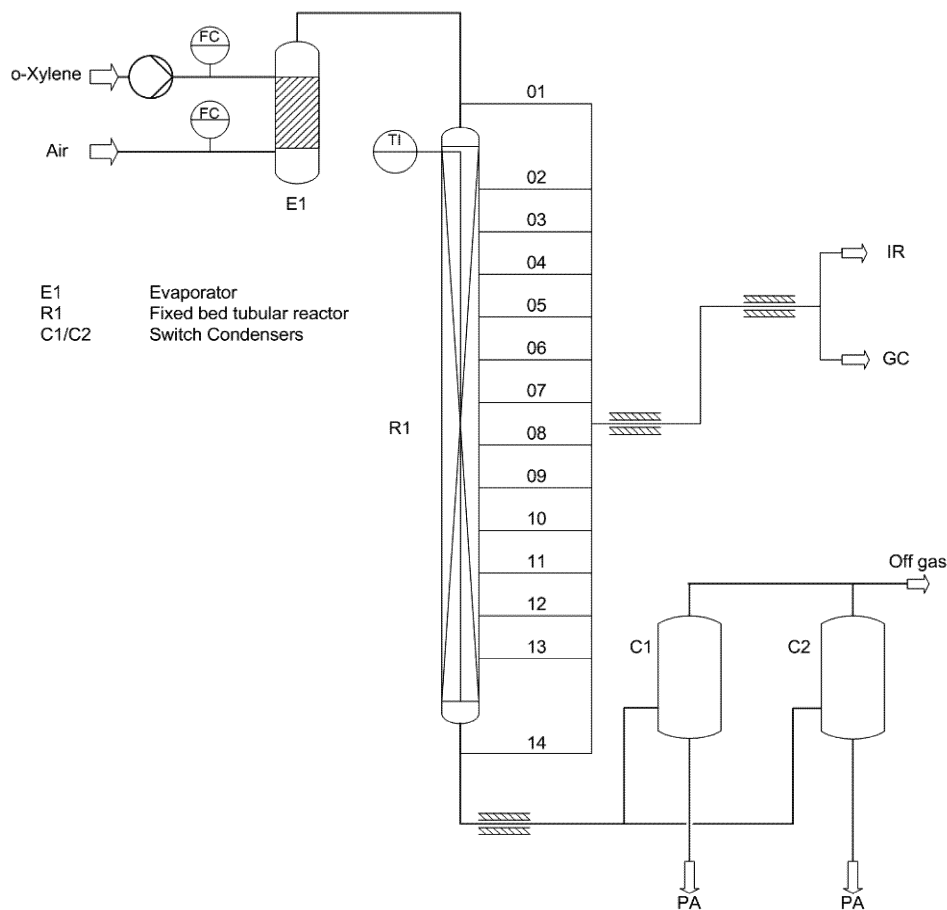 FC
o-Xylene
FC
Air
E1
TI
01
02
03
04
05
06
07
08
09
10
11
12
13
14
R1
E1 Evaporator
R1 Fixed bed tubular reactor
C1/C2 Switch Condensers
IR
GC
Off gas
C1
C2
PA
PA